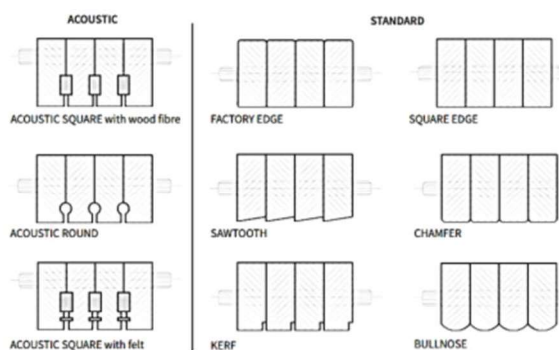 ACOUSTIC
STANDARD
ACOUSTIC SQUARE with wood fibre
FACTORY EDGE
SQUARE EDGE
ACOUSTIC ROUND
SAWTOOTH
CHAMFER
ACOUSTIC SQUARE with felt
KERF
BULLNOSE